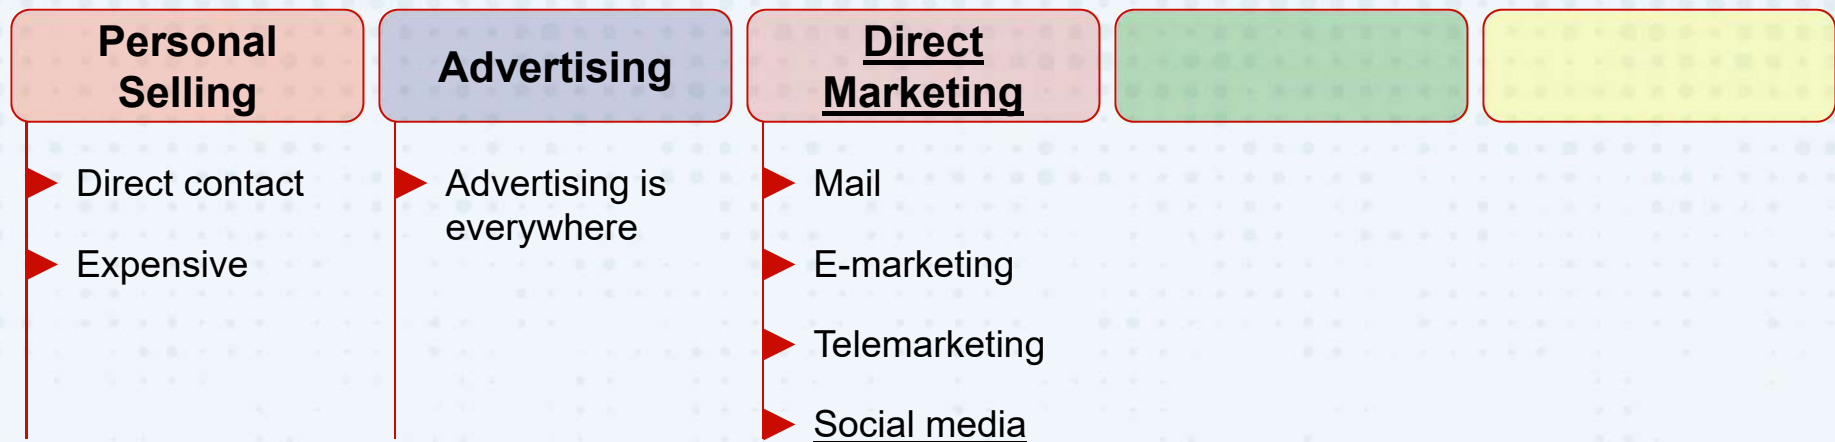 Personal
Selling
Advertising
Direct
Marketing
Direct contact
Expensive
Advertising is
everywhere
Mail
E-marketing
Telemarketing
Social media